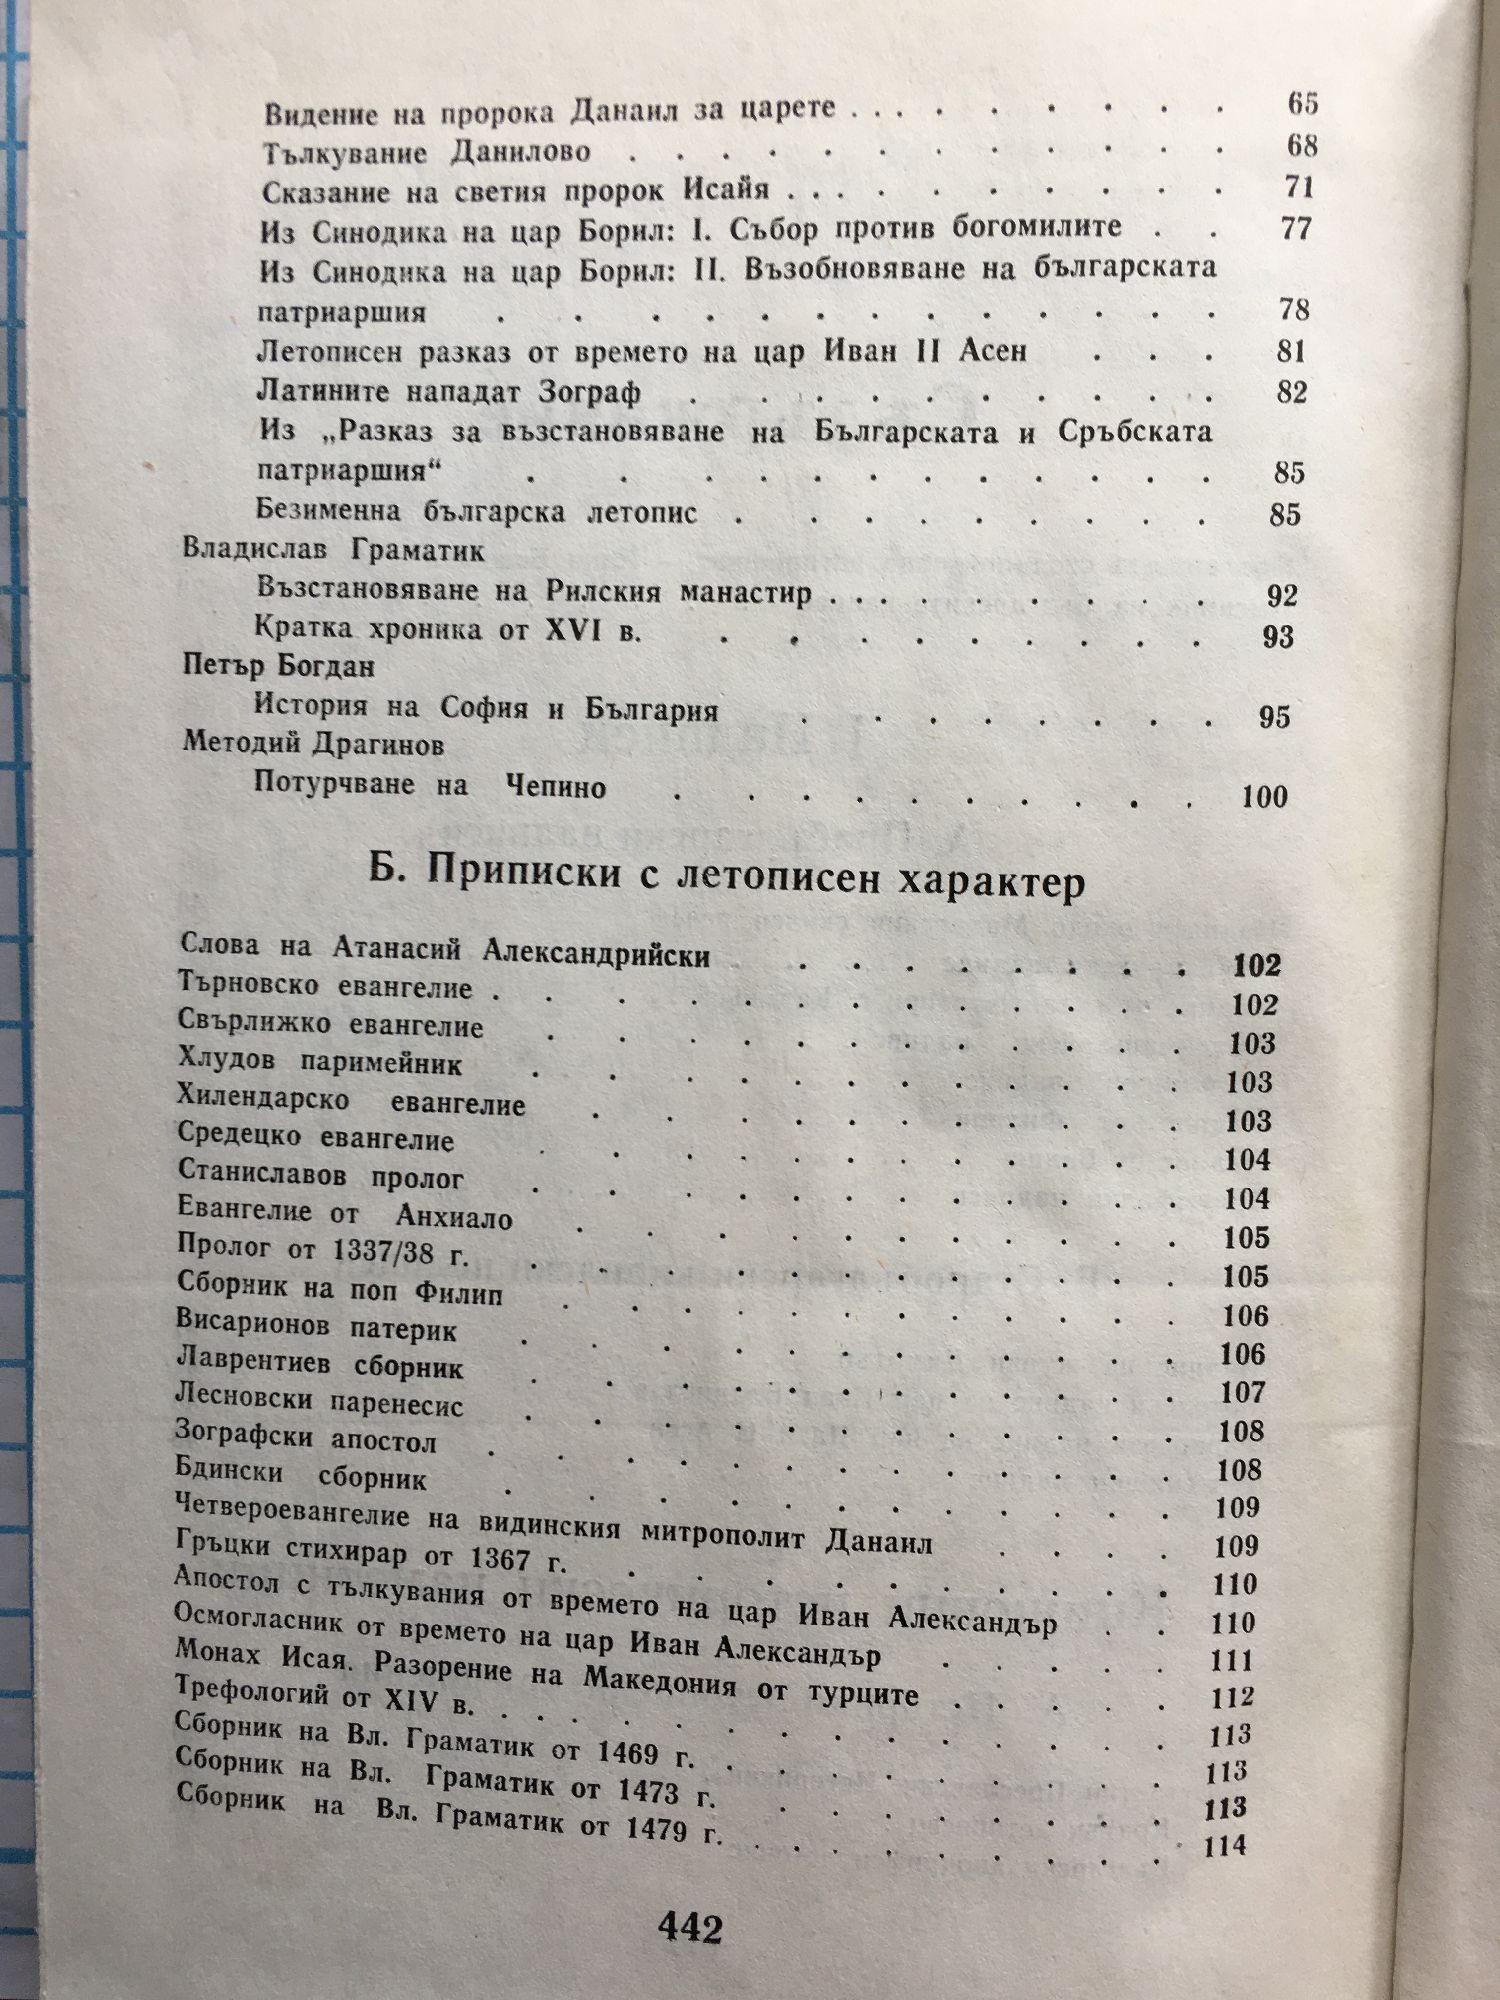 Видение на пророка Данаил за царете . . . . . . . . . 65
Тълкувание Данилово . . . . . . . . . . . 68
Сказание на светия пророк Исайя . . . . . . . . . . 71
Из Синодика на цар Борил: I. Събор против богомилите . . 77
Из Синодика на цар Борил: II. Възобновяване на българската
патриаршия . . . . . . . . . . . . . 78
Летописен разказ от времето на цар Иван II Асен . . . 81
Латините нападат Зограф . . . . . . . . . 82
Из „Разказ за възстановяване на Българската и Сръбската
патриаршия“ . . . . . . . . . . . . 85
Безименна българска летопис . . . . . . . . 85
Владислав Граматик
Възстановяване на Рилския манастир . . . . . . . . . 92
Кратка хроника от XVI в. . . . . . . . . . 93
Петър Богдан
История на София и България . . . . . . . . 95
Методий Драгинов
Потурчване на Чепино . . . . . . . . . . 100
Б. Приписки с летописен характер
Слова на Атанасий Александрийски . . . . . . . . 102
Търновско евангелие . . . . . . . . . . . . 102
Свърлижко евангелие . . . . . . . . . . . 103
Хлудов паримейник . . . . . . . . . . . 103
Хилендарско евангелие . . . . . . . . . . 103
Средецко евангелие . . . . . . . . . . . 104
Станиславов пролог . . . . . . . . . . . 104
Евангелие от Анхиало . . . . . . . . . . . 105
Пролог от 1337/38 г. . . . . . . . . . . . . 105
Сборник на поп Филип . . . . . . . . . . . 106
Висарионов патерик . . . . . . . . . . . 106
Лаврентиев сборник . . . . . . . . . . . 107
Лесновски паренесис . . . . . . . . . . . 108
Зографски апостол . . . . . . . . . . . . 108
Бдински сборник . . . . . . . . . . . 109
Четвероевангелие на видинския митрополит Данаил . . . . 109
Гръцки стихирар от 1367 г. . . . . . . . . . . 110
Апостол с тълкувания от времето на цар Иван Александър . . 110
Осмогласник от времето на цар Иван Александър . . . . . 111
Монах Исая. Разорение на Македония от турците . . . . . 112
Трефологий от XIV в. . . . . . . . . . . . . 113
Сборник на Вл. Граматик от 1469 г. . . . . . . . . . 113
Сборник на Вл. Граматик от 1473 г. . . . . . . . . . 113
Сборник на Вл. Граматик от 1479 г. . . . . . . . . . 114
442